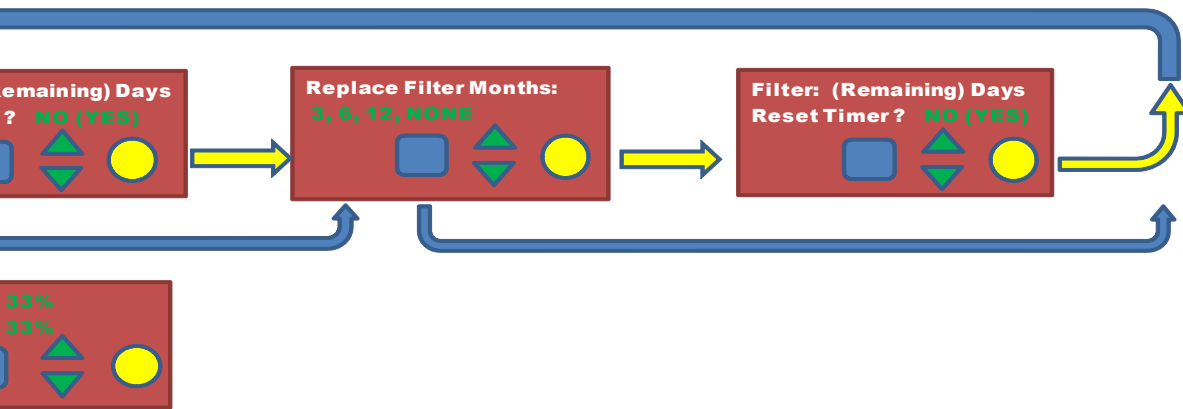 emaining) Days
? NO (YES)
Replace Filter Months:
3, 6, 12, NONE
Filter: (Remaining) Days
Reset Timer ? NO (YES)
33%
33%